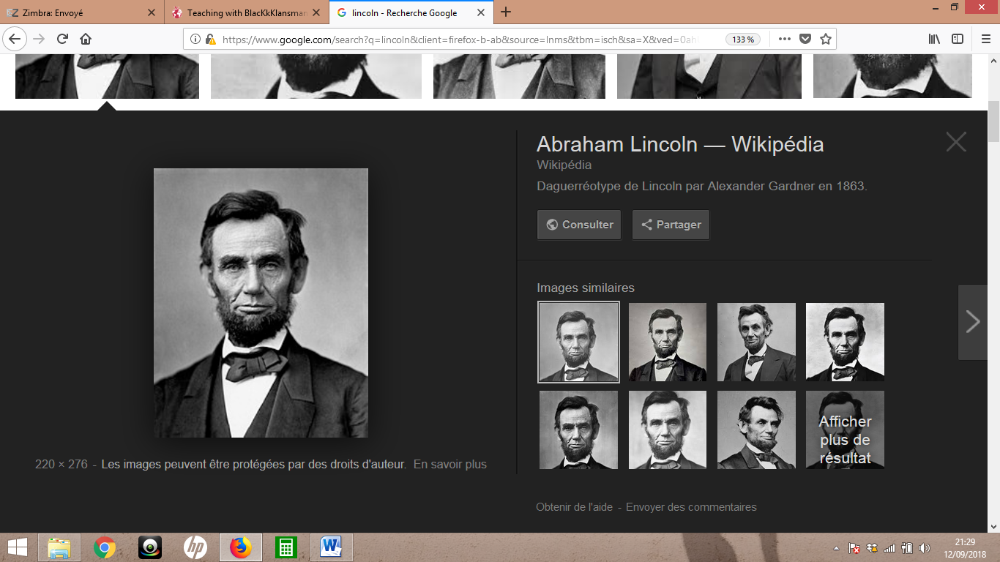 Zimbra: Envoyé
Teaching with BlacKkKlansman
lincoln - Recherche Google
https://www.google.com/search?q=lincoln&client=firefox-b-ab&source=lnms&tbm=isch&sa=X&ved=0ah
133 %
Abraham Lincoln — Wikipédia
Wikipédia
Daguerréotype de Lincoln par Alexander Gardner en 1863.
Consulter
Partager
Images similaires
Afficher
plus de
résultat
220 × 276 - Les images peuvent être protégées par des droits d'auteur. En savoir plus
Obtenir de l'aide - Envoyer des commentaires
hp
21:29
12/09/2018